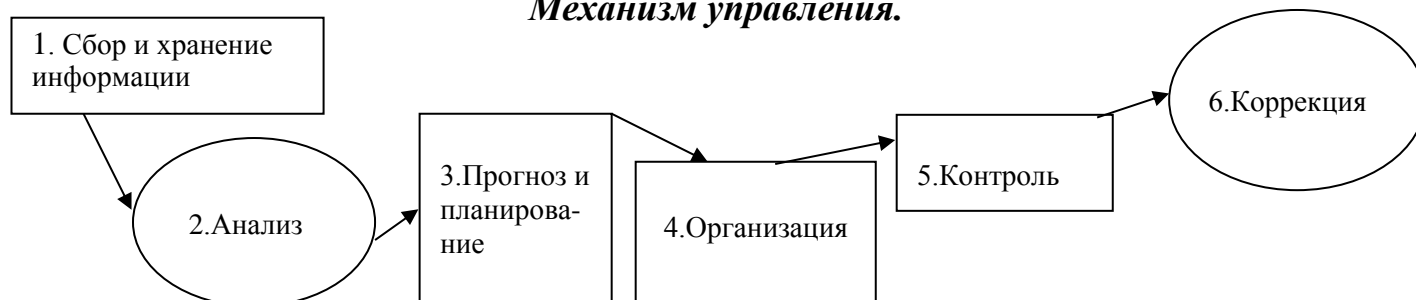 Механизм управления.
1. Сбор и хранение
информации
2.Анализ
3.Прогноз и
планирова-
ние
4.Организация
5.Контроль
6.Коррекция